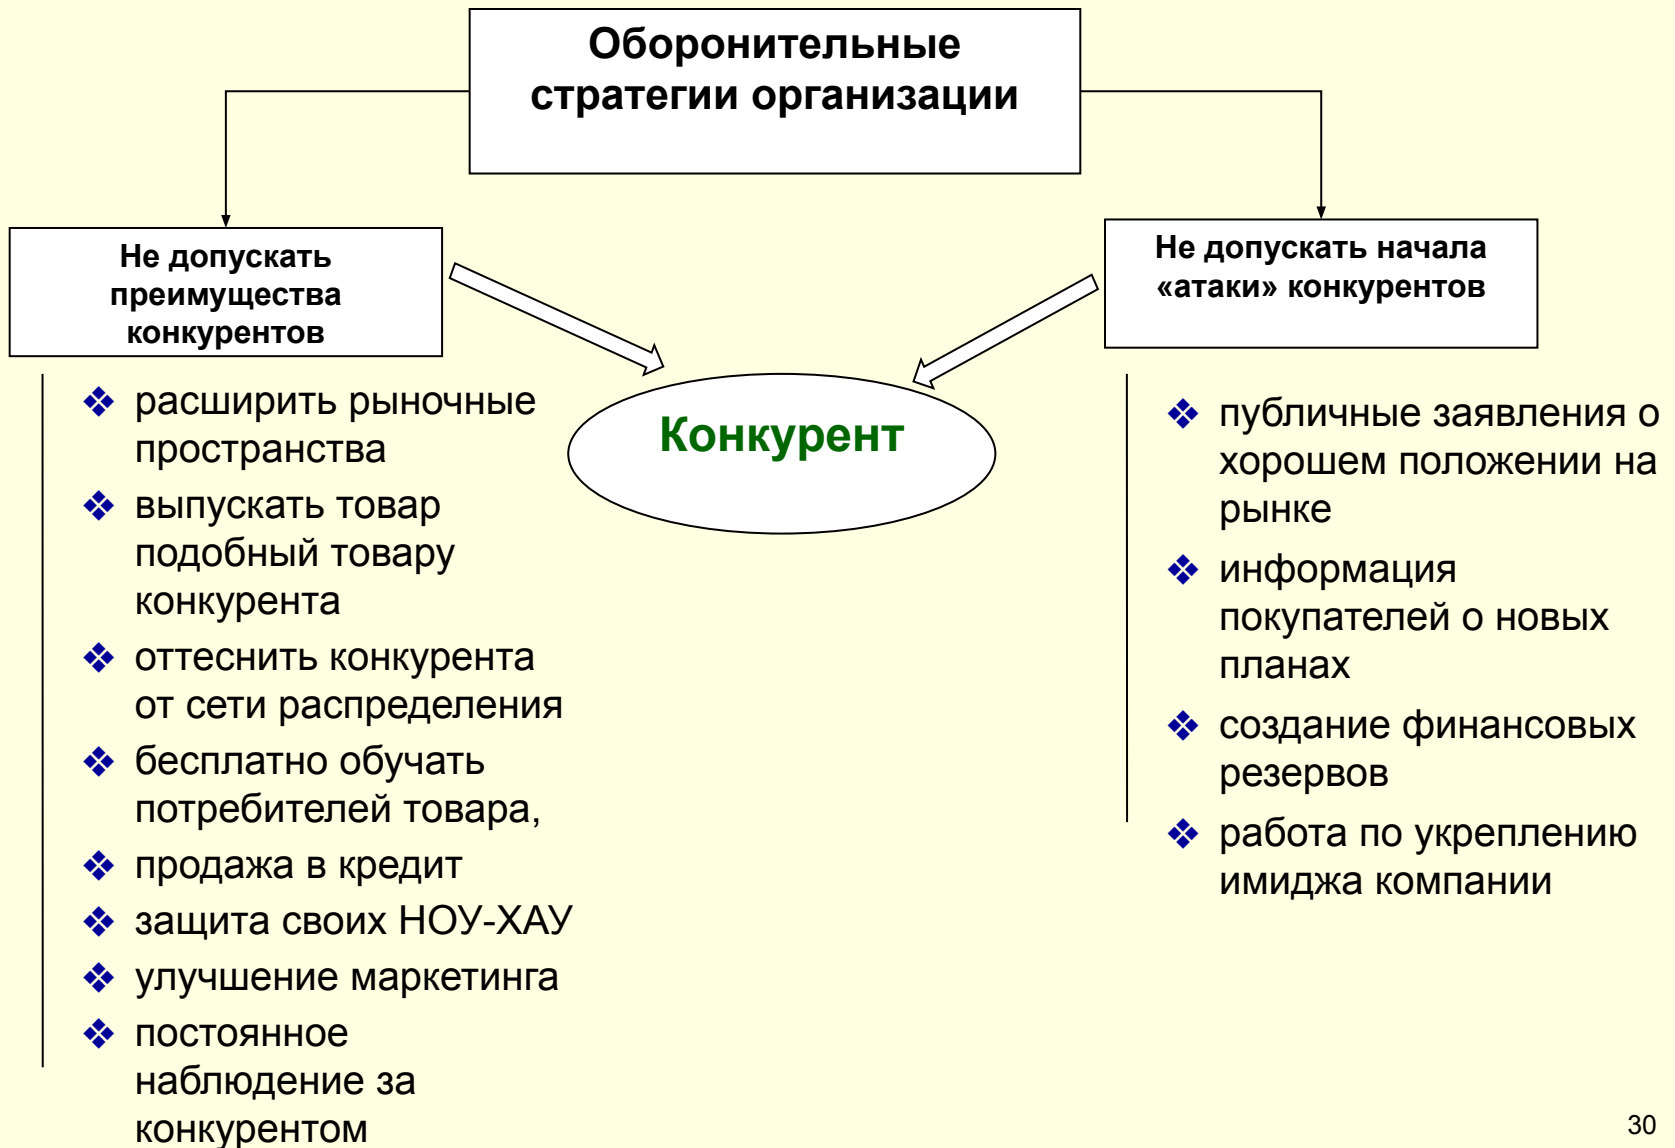 Оборонительные
стратегии организации
Не допускать
преимущества
конкурентов
Не допускать начала
«атаки» конкурентов
Конкурент
расширить рыночные
пространства
выпускать товар
подобный товару
конкурента
оттеснить конкурента
от сети распределения
бесплатно обучать
потребителей товара,
продажа в кредит
защита своих НОУ-ХАУ
улучшение маркетинга
постоянное
наблюдение за
конкурентом
публичные заявления о
хорошем положении на
рынке
информация
покупателей о новых
планах
создание финансовых
резервов
работа по укреплению
имиджа компании
30